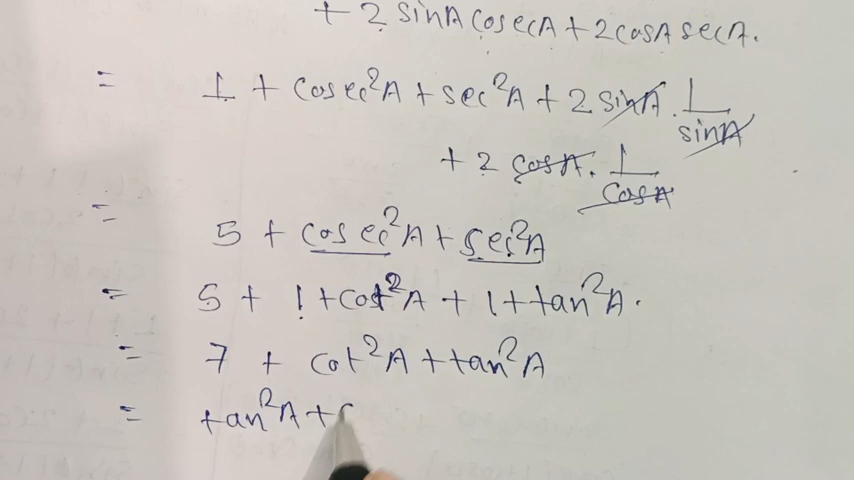 + 2 sinA cosecA + 2 cosA secA.
= 1 + cosec²A + sec²A + 2 sinA . 1/sinA
+ 2 cosA . 1/cosA
= 5 + cosec²A + sec²A
= 5 + 1 + cot²A + 1 + tan²A .
= 7 + cot²A + tan²A
= tan²A +